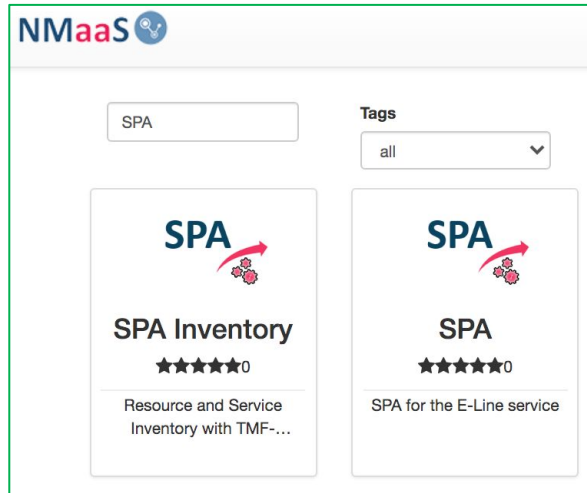 NMaaS
SPA
Tags
all
SPA
SPA Inventory
★★★★★0
Resource and Service
Inventory with TMF-...
SPA
SPA
★★★★★0
SPA for the E-Line service